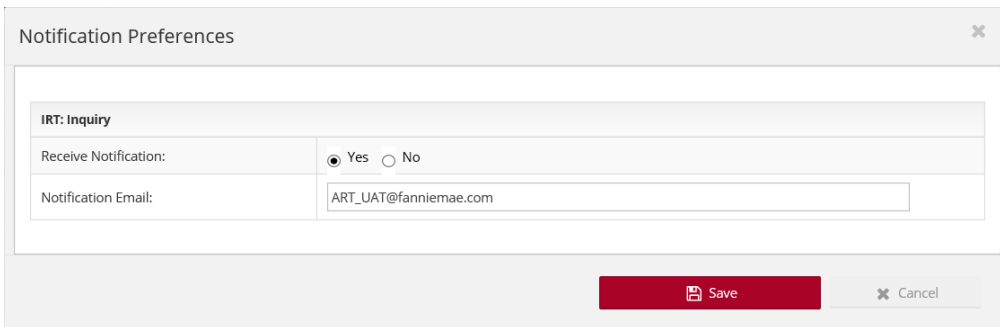 Notification Preferences
IRT: Inquiry
Receive Notification: Yes No
Notification Email: ART_UAT@fanniemae.com
Save Cancel